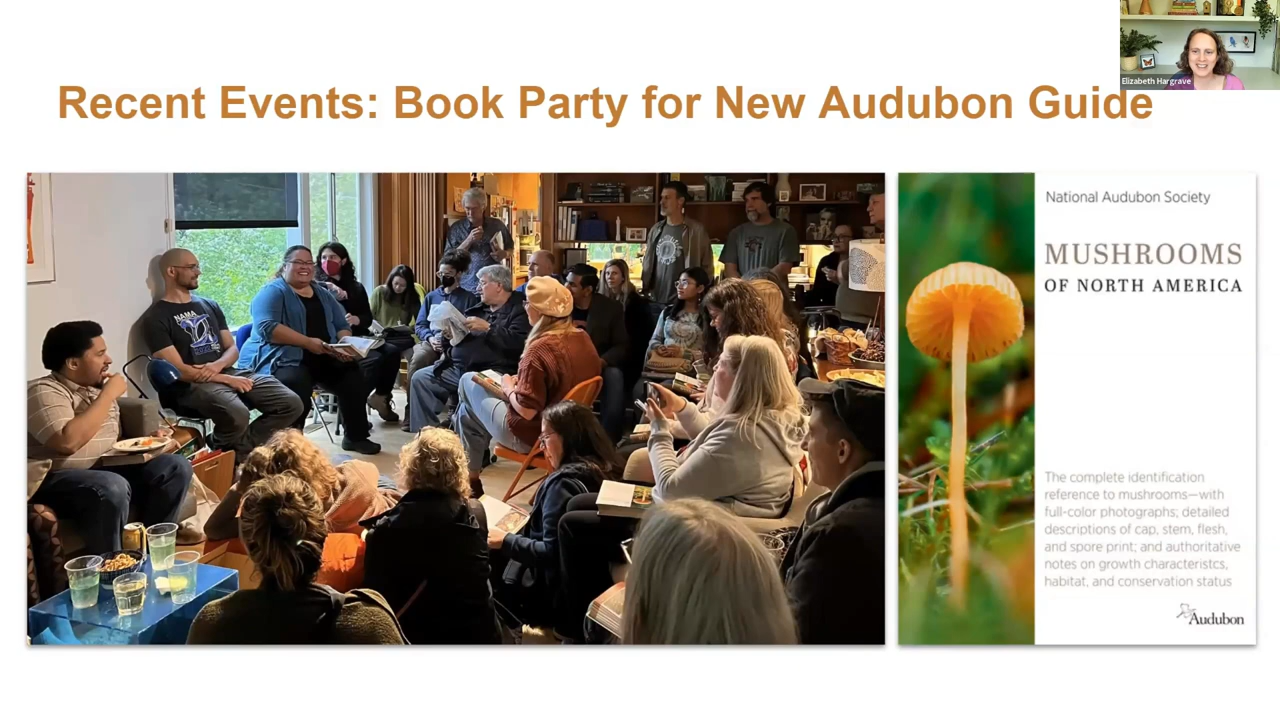 Elizabeth Hargrave
Recent Events: Book Party for New Audubon Guide
NAMA
National Audubon Society
MUSHROOMS
OF NORTH AMERICA
The complete identification
reference to mushrooms—with
full-color photographs; detailed
descriptions of cap, stem, flesh,
and spore print; and authoritative
notes on growth characteristcs,
habitat, and conservation status
Audubon